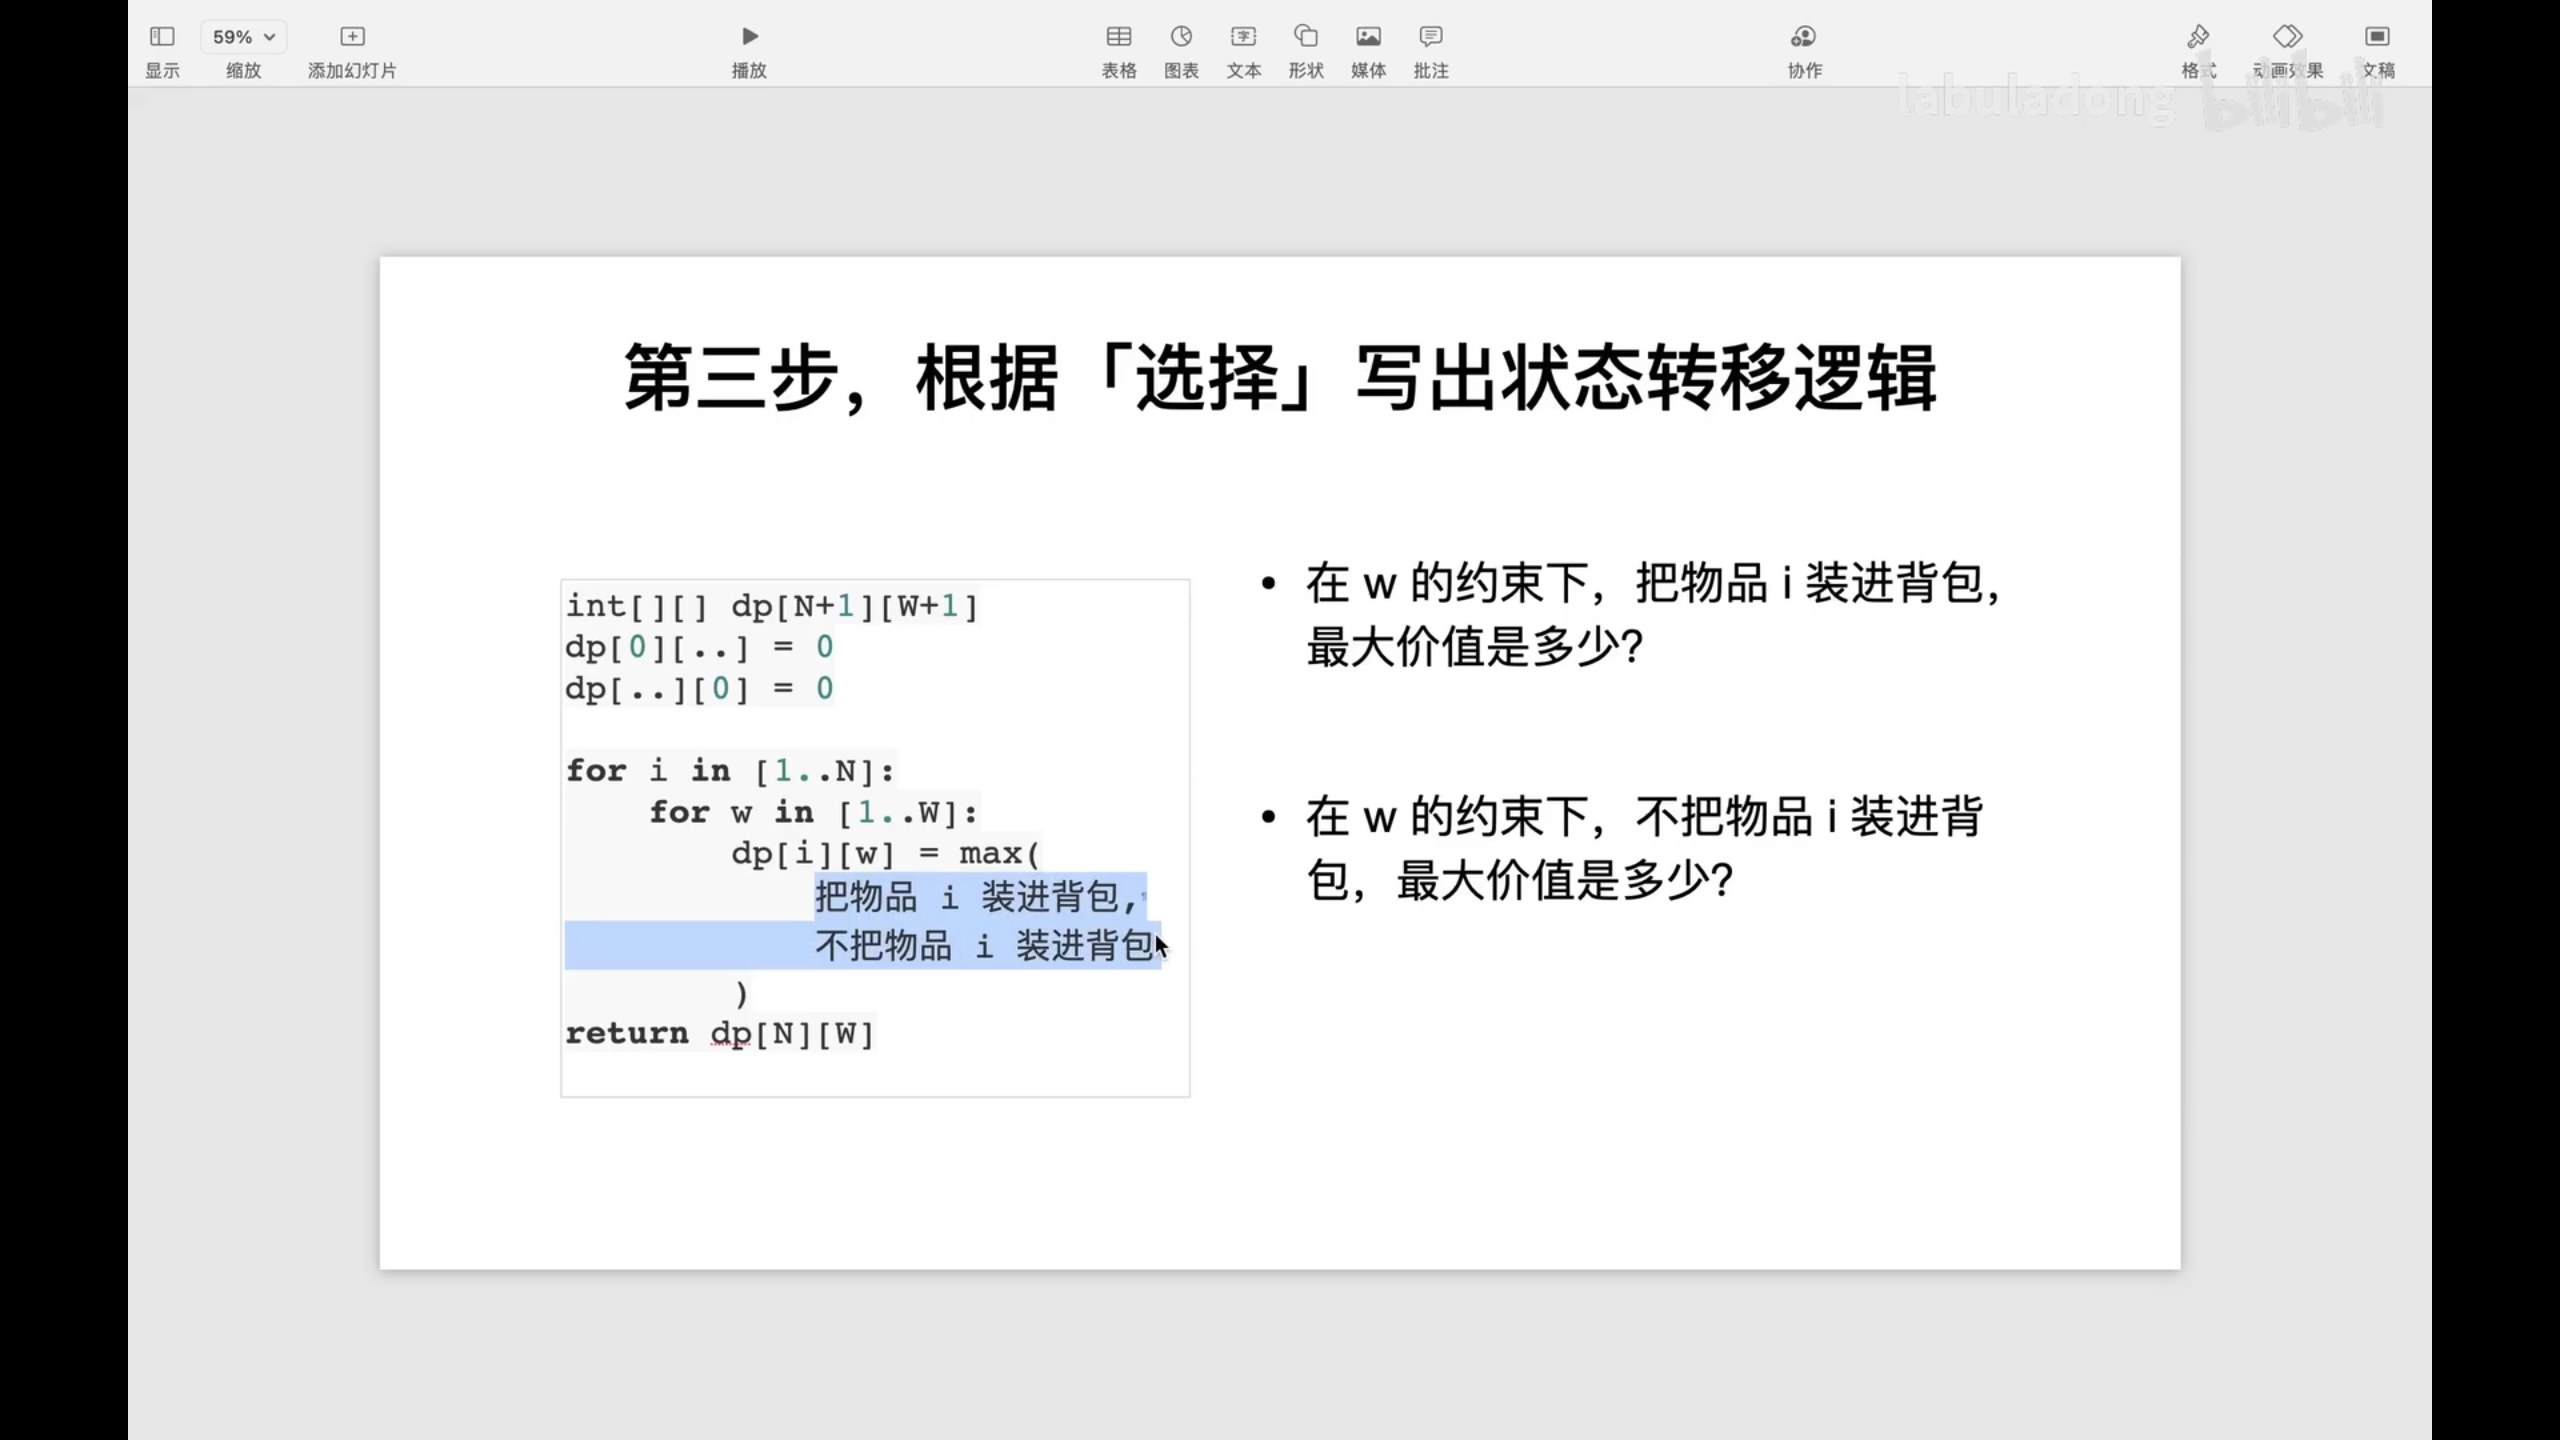 59%
显示 缩放 添加幻灯片 播放 表格 图表 文本 形状 媒体 批注 协作 格式 动画效果 文稿
labuladong bilibili
第三步，根据「选择」写出状态转移逻辑
int[][] dp[N+1][W+1]
dp[0][..] = 0
dp[..][0] = 0
for i in [1..N]:
for w in [1..W]:
dp[i][w] = max(
把物品 i 装进背包,
不把物品 i 装进背包
)
return dp[N][W]
• 在 w 的约束下，把物品 i 装进背包，
最大价值是多少？
• 在 w 的约束下，不把物品 i 装进背
包，最大价值是多少？